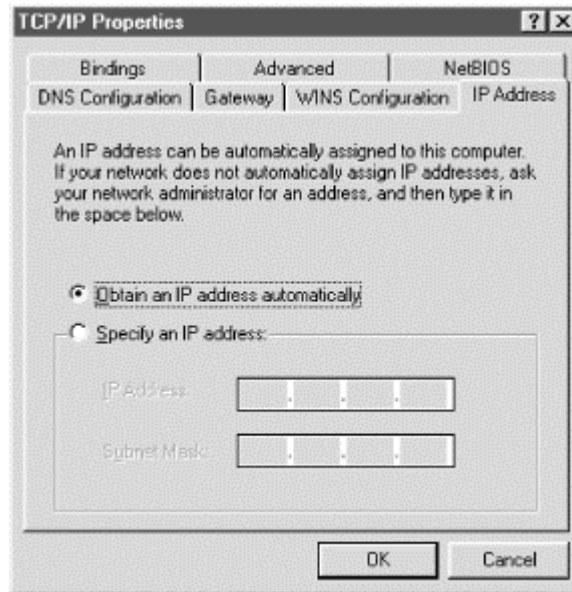 TCP/IP Properties
Bindings
Advanced
NetBIOS
DNS Configuration
Gateway
WINS Configuration
IP Address
An IP address can be automatically assigned to this computer.
If your network does not automatically assign IP addresses, ask
your network administrator for an address, and then type it in
the space below.
Obtain an IP address automatically
Specify an IP address:
IP Address:
Subnet Mask:
OK
Cancel